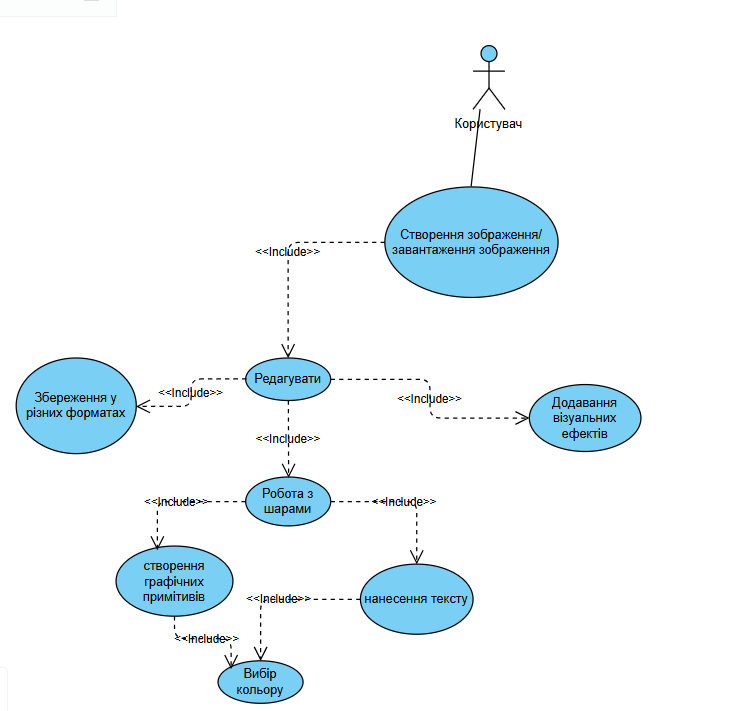 Користувач
Створення зображення/
завантаження зображення
<<Include>>
Редагувати
<<Include>>
Збереження у
різних форматах
<<Include>>
Додавання
візуальних
ефектів
<<Include>>
Робота з
шарами
<<Include>>
<<Include>>
створення
графічних
примітивів
<<Include>>
нанесення тексту
<<Include>>
Вибір
кольору